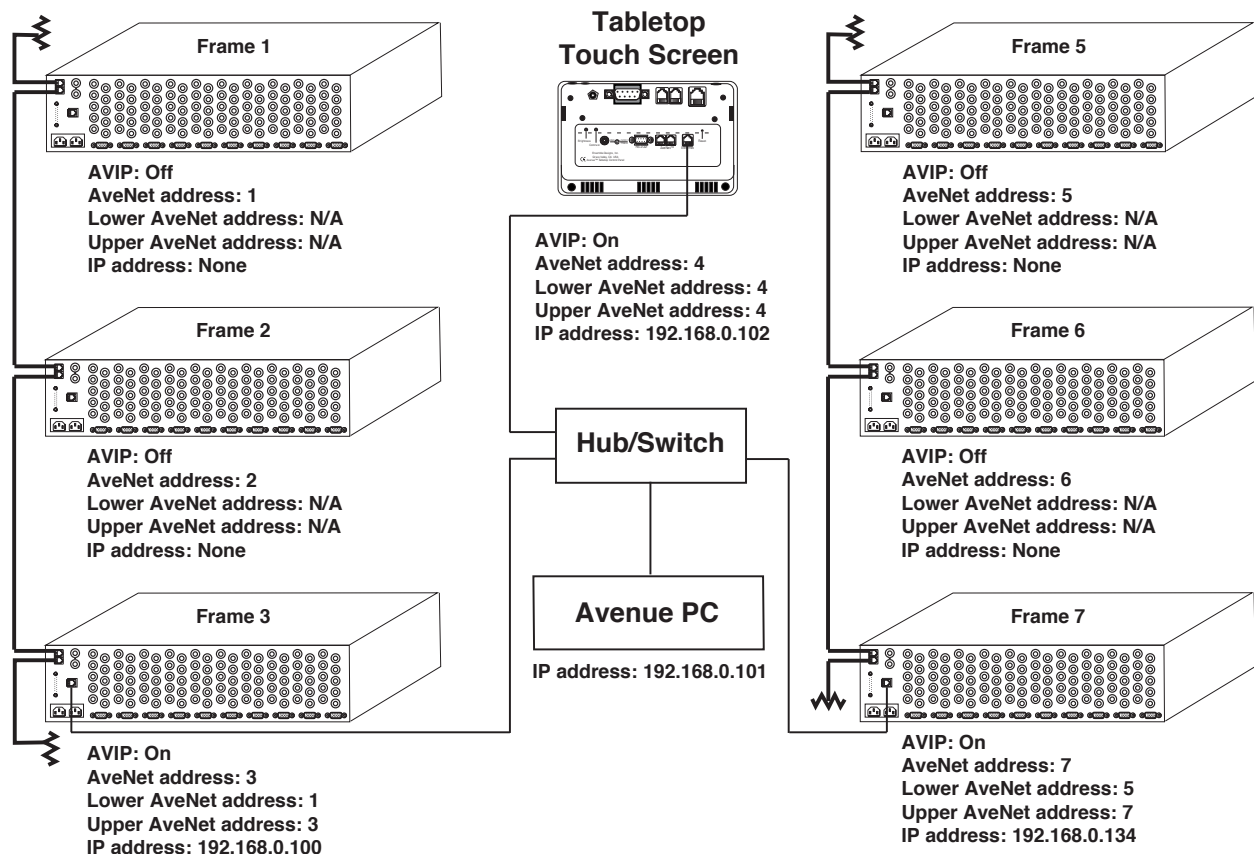 Frame 1
AVIP: Off
AveNet address: 1
Lower AveNet address: N/A
Upper AveNet address: N/A
IP address: None
Frame 2
AVIP: Off
AveNet address: 2
Lower AveNet address: N/A
Upper AveNet address: N/A
IP address: None
Frame 3
AVIP: On
AveNet address: 3
Lower AveNet address: 1
Upper AveNet address: 3
IP address: 192.168.0.100
Tabletop
Touch Screen
AVIP: On
AveNet address: 4
Lower AveNet address: 4
Upper AveNet address: 4
IP address: 192.168.0.102
Hub/Switch
Avenue PC
IP address: 192.168.0.101
Frame 5
AVIP: Off
AveNet address: 5
Lower AveNet address: N/A
Upper AveNet address: N/A
IP address: None
Frame 6
AVIP: Off
AveNet address: 6
Lower AveNet address: N/A
Upper AveNet address: N/A
IP address: None
Frame 7
AVIP: On
AveNet address: 7
Lower AveNet address: 5
Upper AveNet address: 7
IP address: 192.168.0.134